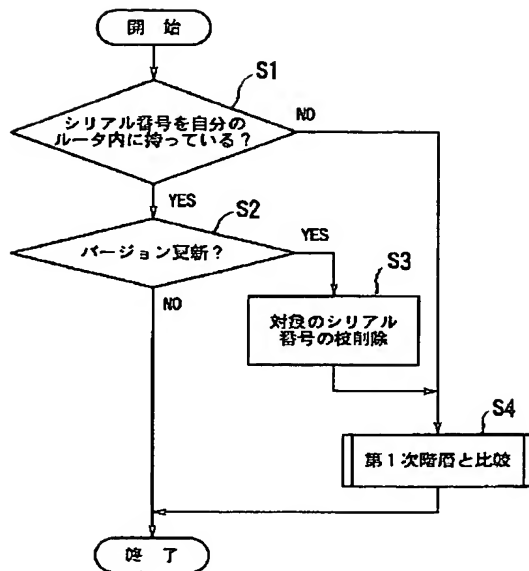 開 始
S1
シリアル番号を自分の
ルータ内に持っている?
NO
YES
S2
バージョン更新?
YES
NO
S3
対象のシリアル
番号の枝削除
S4
第1次階層と比較
終 了